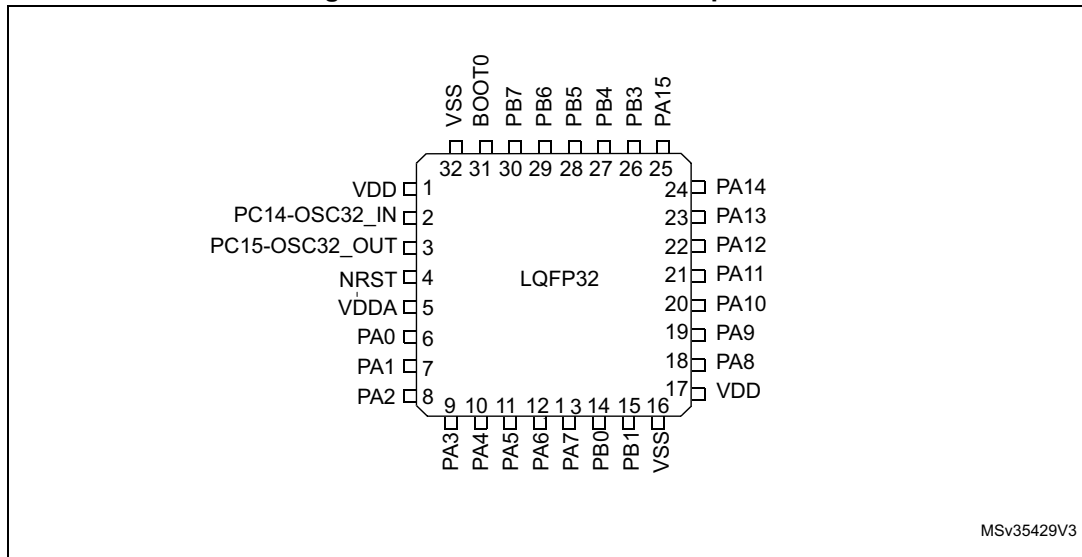 VSS
BOOT0
PB7
PB6
PB5
PB4
PB3
PA15
32 31 30 29 28 27 26 25
VDD 1
PC14-OSC32_IN 2
PC15-OSC32_OUT 3
NRST 4
VDDA 5
PA0 6
PA1 7
PA2 8
LQFP32
24 PA14
23 PA13
22 PA12
21 PA11
20 PA10
19 PA9
18 PA8
17 VDD
9 10 11 12 13 14 15 16
PA3
PA4
PA5
PA6
PA7
PB0
PB1
VSS
MSv35429V3